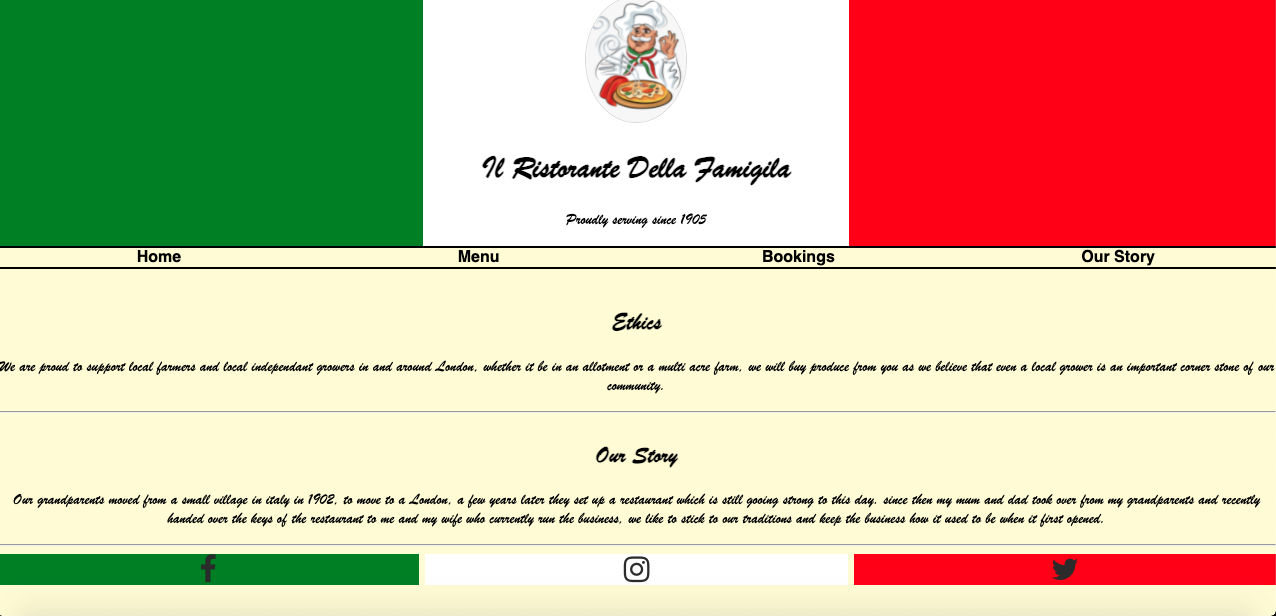 Il Ristorante Della Famigila
Proudly serving since 1905
Home Menu Bookings Our Story
Ethics
We are proud to support local farmers and local independant growers in and around London, whether it be in an allotment or a multi acre farm, we will buy produce from you as we believe that even a local grower is an important corner stone of our
community.
Our Story
Our grandparents moved from a small village in italy in 1902, to move to a London, a few years later they set up a restaurant which is still gooing strong to this day. since then my mum and dad took over from my grandparents and recently
handed over the keys of the restaurant to me and my wife who currently run the business, we like to stick to our traditions and keep the business how it used to be when it first opened.